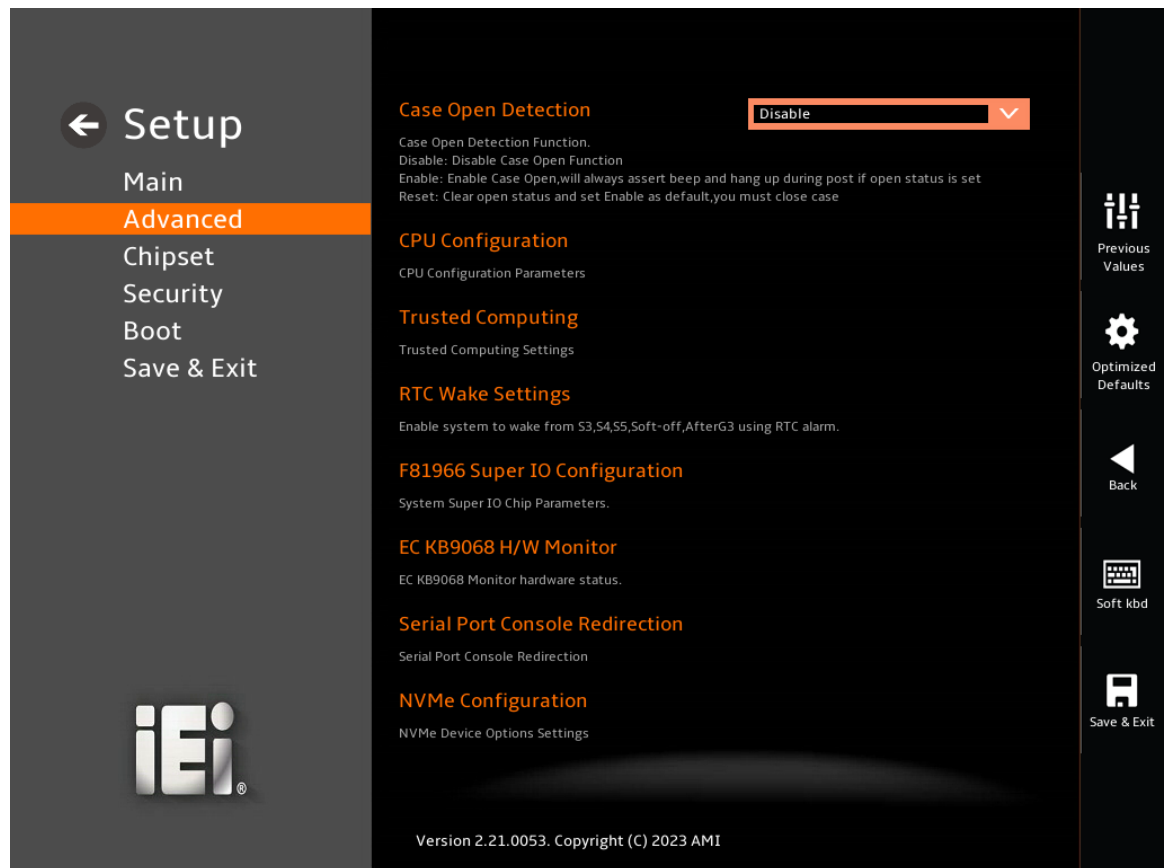 Setup
Main
Advanced
Chipset
Security
Boot
Save & Exit
iEi®
Case Open Detection
Disable
Case Open Detection Function.
Disable: Disable Case Open Function
Enable: Enable Case Open,will always assert beep and hang up during post if open status is set
Reset: Clear open status and set Enable as default,you must close case
CPU Configuration
CPU Configuration Parameters
Trusted Computing
Trusted Computing Settings
RTC Wake Settings
Enable system to wake from S3,S4,S5,Soft-off,AfterG3 using RTC alarm.
F81966 Super IO Configuration
System Super IO Chip Parameters.
EC KB9068 H/W Monitor
EC KB9068 Monitor hardware status.
Serial Port Console Redirection
Serial Port Console Redirection
NVMe Configuration
NVMe Device Options Settings
Version 2.21.0053. Copyright (C) 2023 AMI
Previous
Values
Optimized
Defaults
Back
Soft kbd
Save & Exit